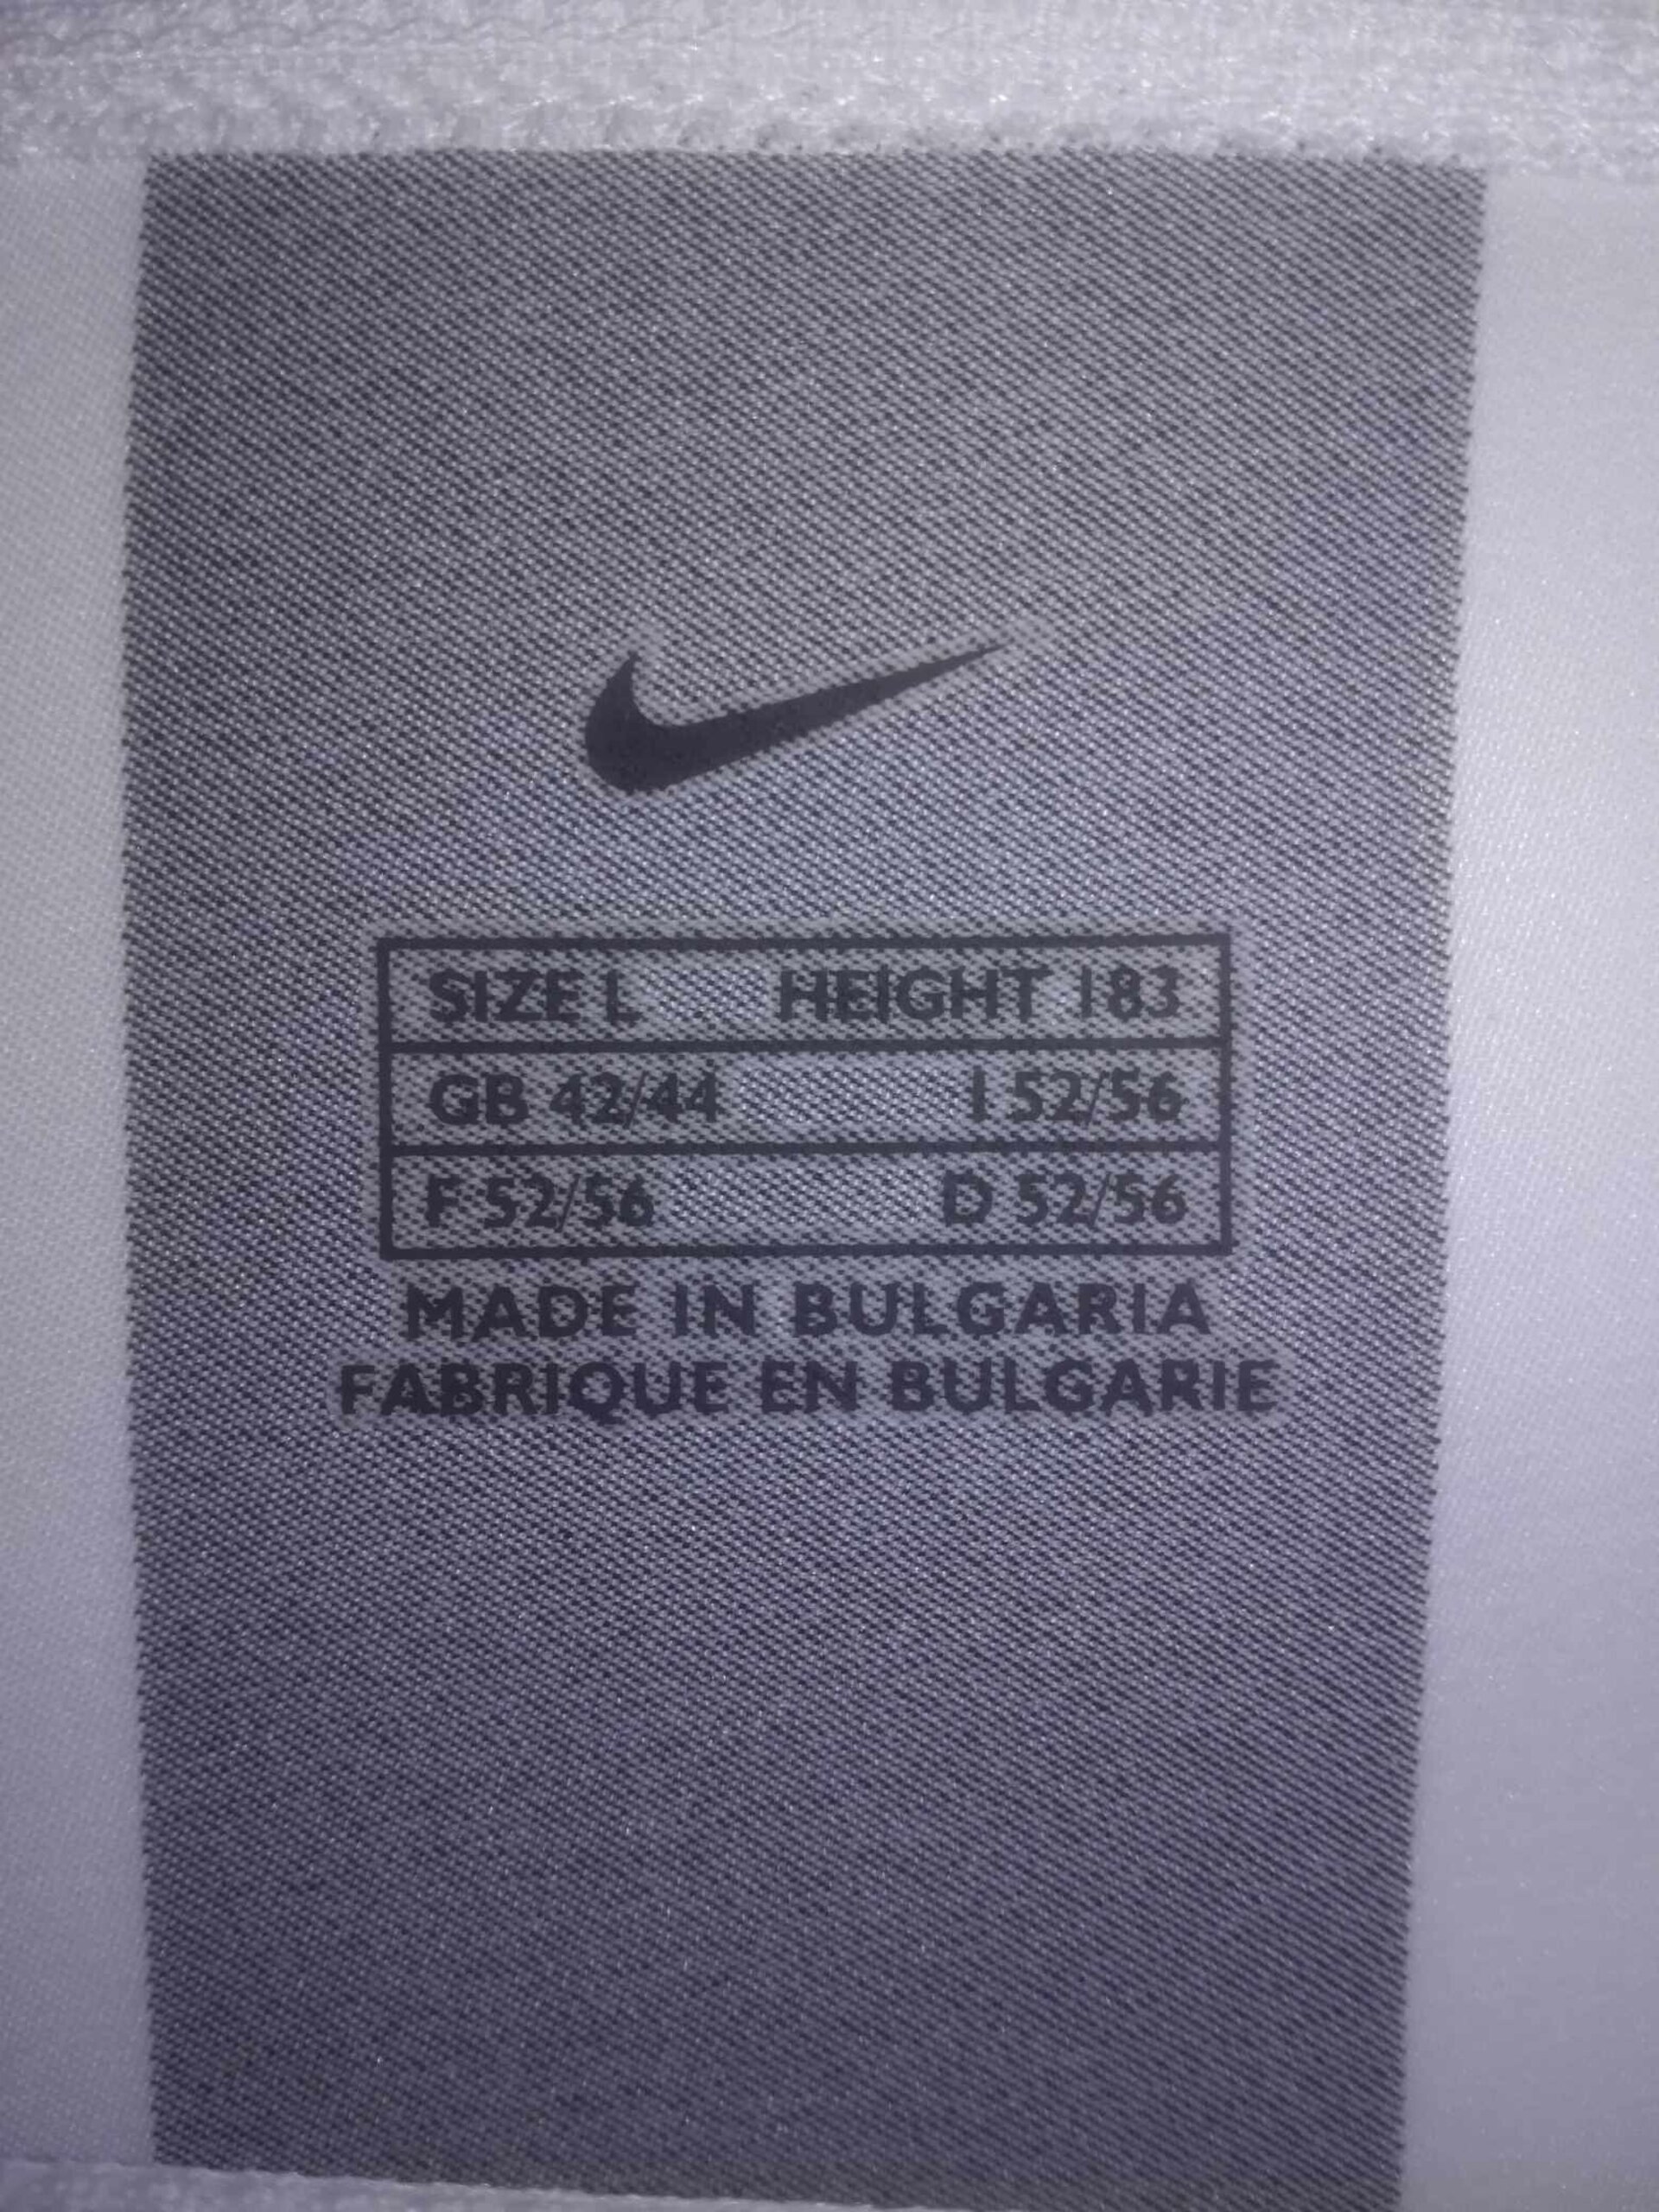 SIZE L HEIGHT 183
GB 42/44 I 52/56
F 52/56 D 52/56
MADE IN BULGARIA
FABRIQUE EN BULGARIE